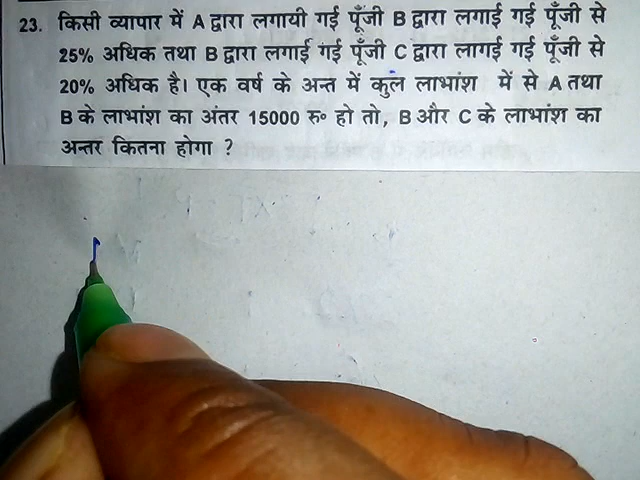 23. किसी व्यापार में A द्वारा लगायी गई पूँजी B द्वारा लगाई गई पूँजी से
25% अधिक तथा B द्वारा लगाई गई पूँजी C द्वारा लागई गई पूँजी से
20% अधिक है। एक वर्ष के अन्त में कुल लाभांश में से A तथा
B के लाभांश का अंतर 15000 रु० हो तो, B और C के लाभांश का
अन्तर कितना होगा ?